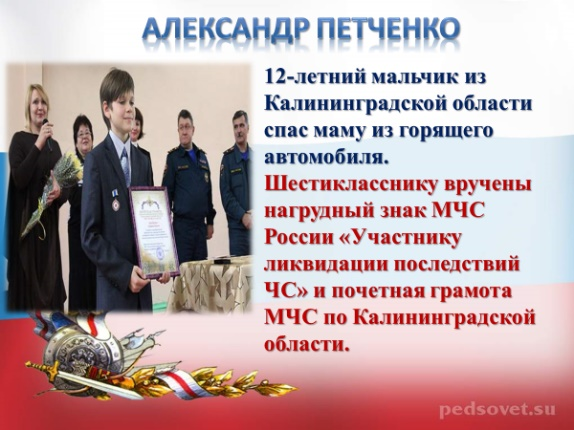 АЛЕКСАНДР ПЕТЧЕНКО
12-летний мальчик из
Калининградской области
спас маму из горящего
автомобиля.
Шестикласснику вручены
нагрудный знак МЧС
России «Участнику
ликвидации последствий
ЧС» и почетная грамота
МЧС по Калининградской
области.
pedsovet.su